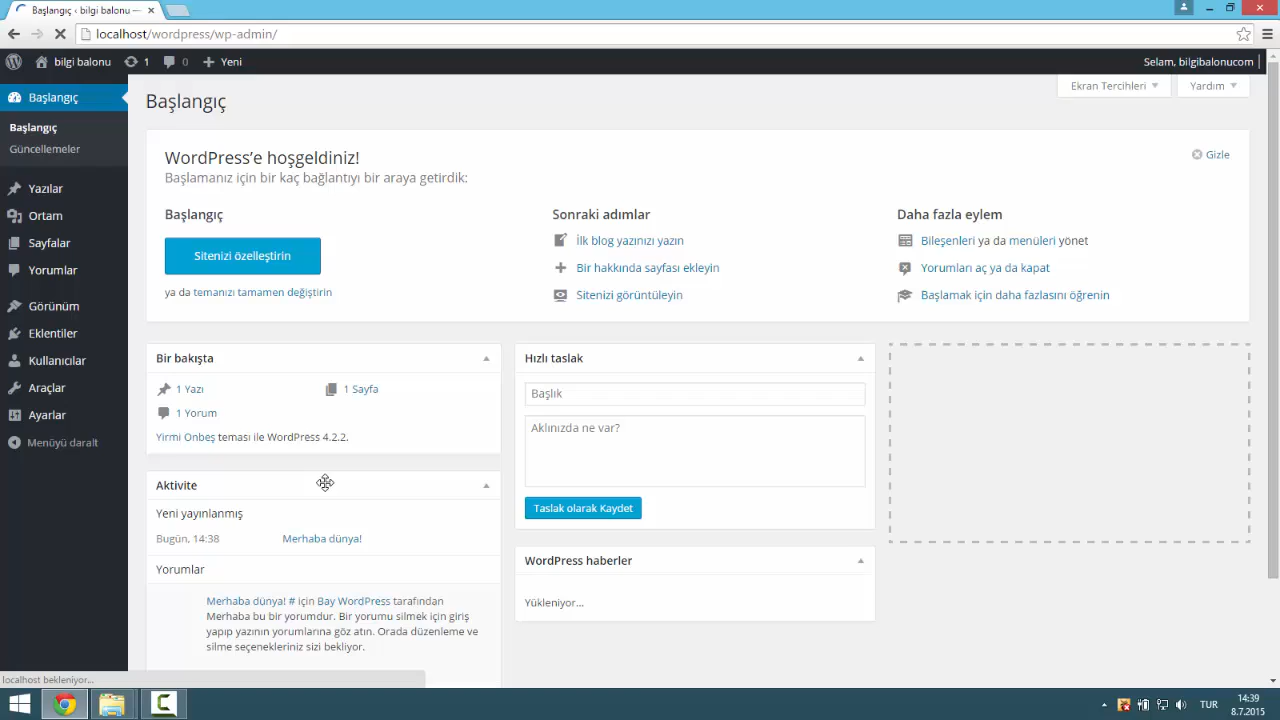 Başlangıç ‹ bilgi balonu —
localhost/wordpress/wp-admin/
bilgi balonu
1
0
Yeni
Selam, bilgibalonucom
Başlangıç
Başlangıç
Güncellemeler
Yazılar
Ortam
Sayfalar
Yorumlar
Görünüm
Eklentiler
Kullanıcılar
Araçlar
Ayarlar
Menüyü daralt
Başlangıç
Ekran Tercihleri
Yardım
WordPress'e hoşgeldiniz!
Başlamanız için bir kaç bağlantıyı bir araya getirdik:
Gizle
Başlangıç
Sitenizi özelleştirin
ya da temanızı tamamen değiştirin
Sonraki adımlar
İlk blog yazınızı yazın
Bir hakkında sayfası ekleyin
Sitenizi görüntüleyin
Daha fazla eylem
Bileşenleri ya da menüleri yönet
Yorumları aç ya da kapat
Başlamak için daha fazlasını öğrenin
Bir bakışta
1 Yazı
1 Sayfa
1 Yorum
Yirmi Onbeş teması ile WordPress 4.2.2.
Aktivite
Yeni yayınlanmış
Bugün, 14:38
Merhaba dünya!
Yorumlar
Merhaba dünya! # için Bay WordPress tarafından
Merhaba bu bir yorumdur. Bir yorumu silmek için giriş
yapıp yazının yorumlarına göz atın. Orada düzenleme ve
silme seçenekleriniz sizi bekliyor.
Hızlı taslak
Başlık
Aklınızda ne var?
Taslak olarak Kaydet
WordPress haberler
Yükleniyor...
localhost bekleniyor...
TUR
14:39
8.7.2015